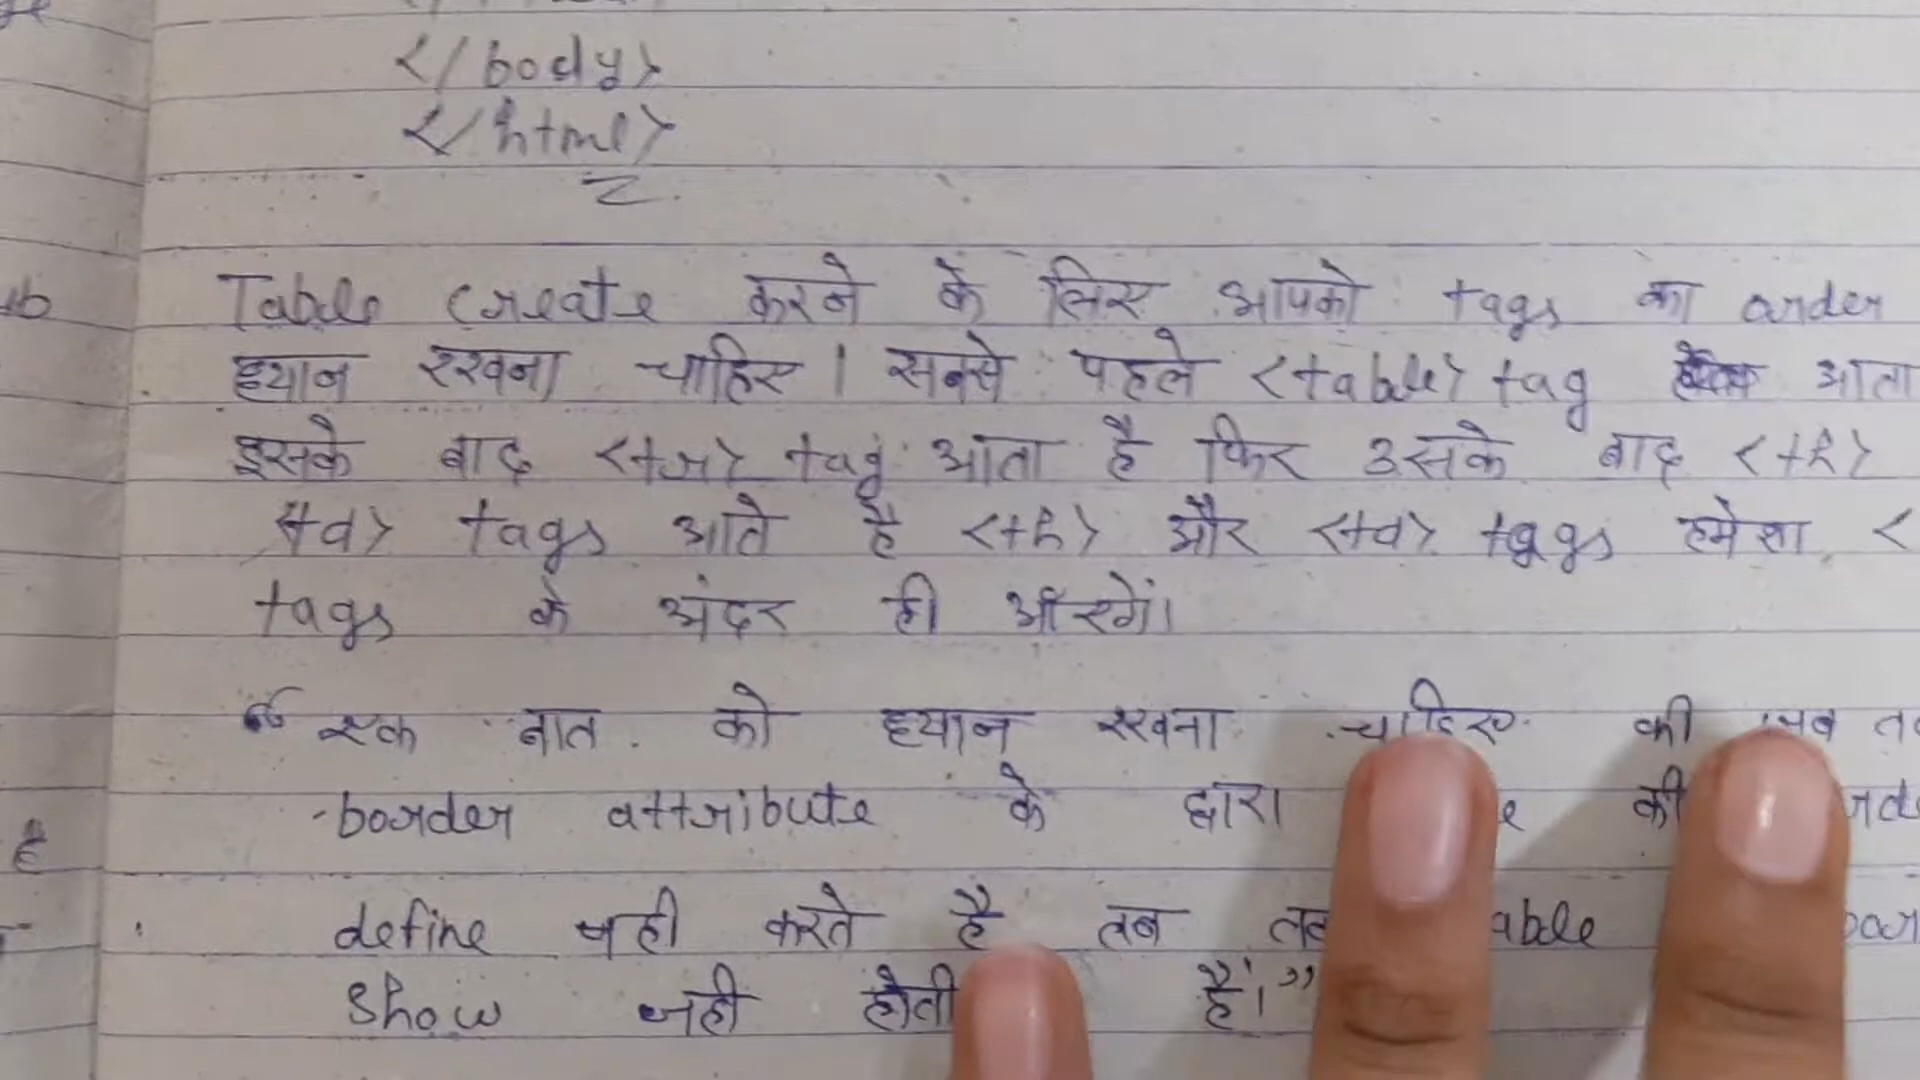 </body>
</html>
Table create करने के लिए आपको tags का order
ध्यान रखना चाहिए । सबसे पहले <table> tag आता
इसके बाद <tr> tag आता है फिर उसके बाद <th>
<td> tags आते है <th> और <td> tags हमेशा <
tags के अंदर ही आएगें।
“ एक बात को ध्यान रखना चाहिए की जब
border attribute के द्वारा की
define नही करते है तब
show नही होती है।”
है